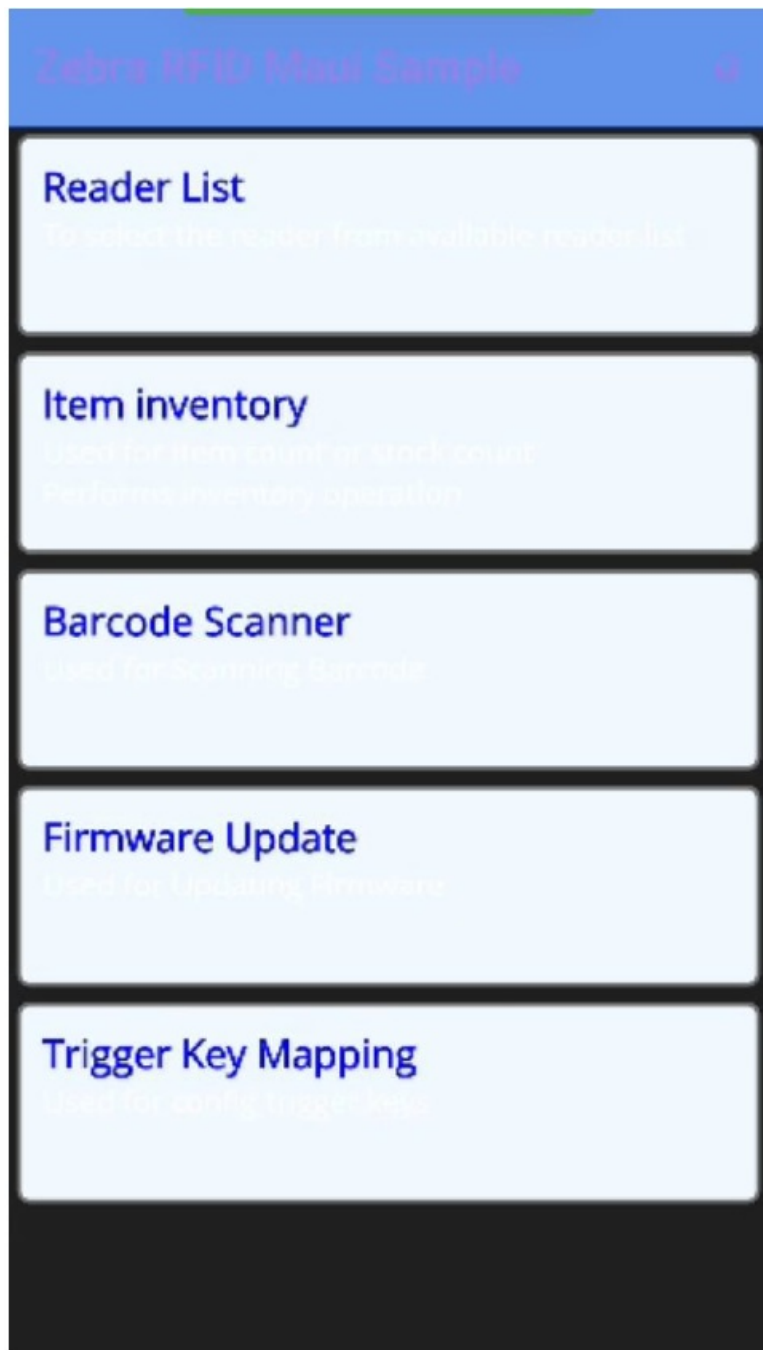 Zebra RFID Maui Sample
Reader List
To select the reader from available reader list
Item inventory
Used for item count or stock count
Performs inventory operation
Barcode Scanner
Used for Scanning Barcode
Firmware Update
Used for Updating Firmware
Trigger Key Mapping
Used for config trigger keys